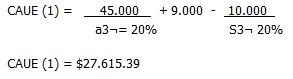 CAUE (1) = 45.000 + 9.000 - 10.000
a3¬= 20% S3¬ 20%
CAUE (1) = $27.615.39